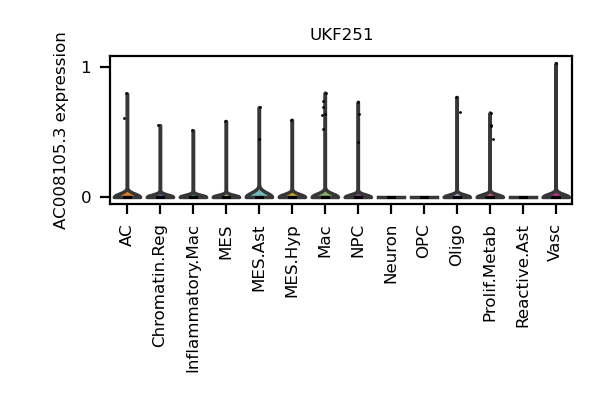 UKF251
AC008105.3 expression
1
0
AC
Chromatin.Reg
Inflammatory.Mac
MES
MES.Ast
MES.Hyp
Mac
NPC
Neuron
OPC
Oligo
Prolif.Metab
Reactive.Ast
Vasc